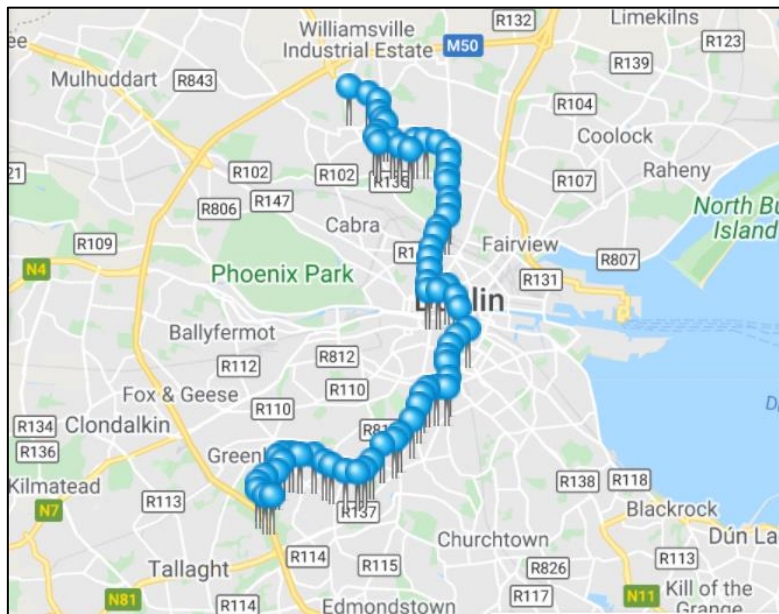 Williamsville
Industrial Estate
R132
Limekilns
M50
R123
R139
ee
R843
Mulhuddart
R104
Coolock
R102
R102
R107
Raheny
21
R147
R806
North Bu
Island
Cabra
R109
Fairview
R807
N4
Phoenix Park
R131
Ballyfermot
R812
R112
Fox & Geese
R110
R110
R134
Clondalkin
R136
R138
R118
Kilmatead
R113
Blackrock
N7
R137
Dún La
Churchtown
R114
R113
Tallaght
R115
R826
N81
R114
R117
N11
Kill of the
Grange
Edmondstown